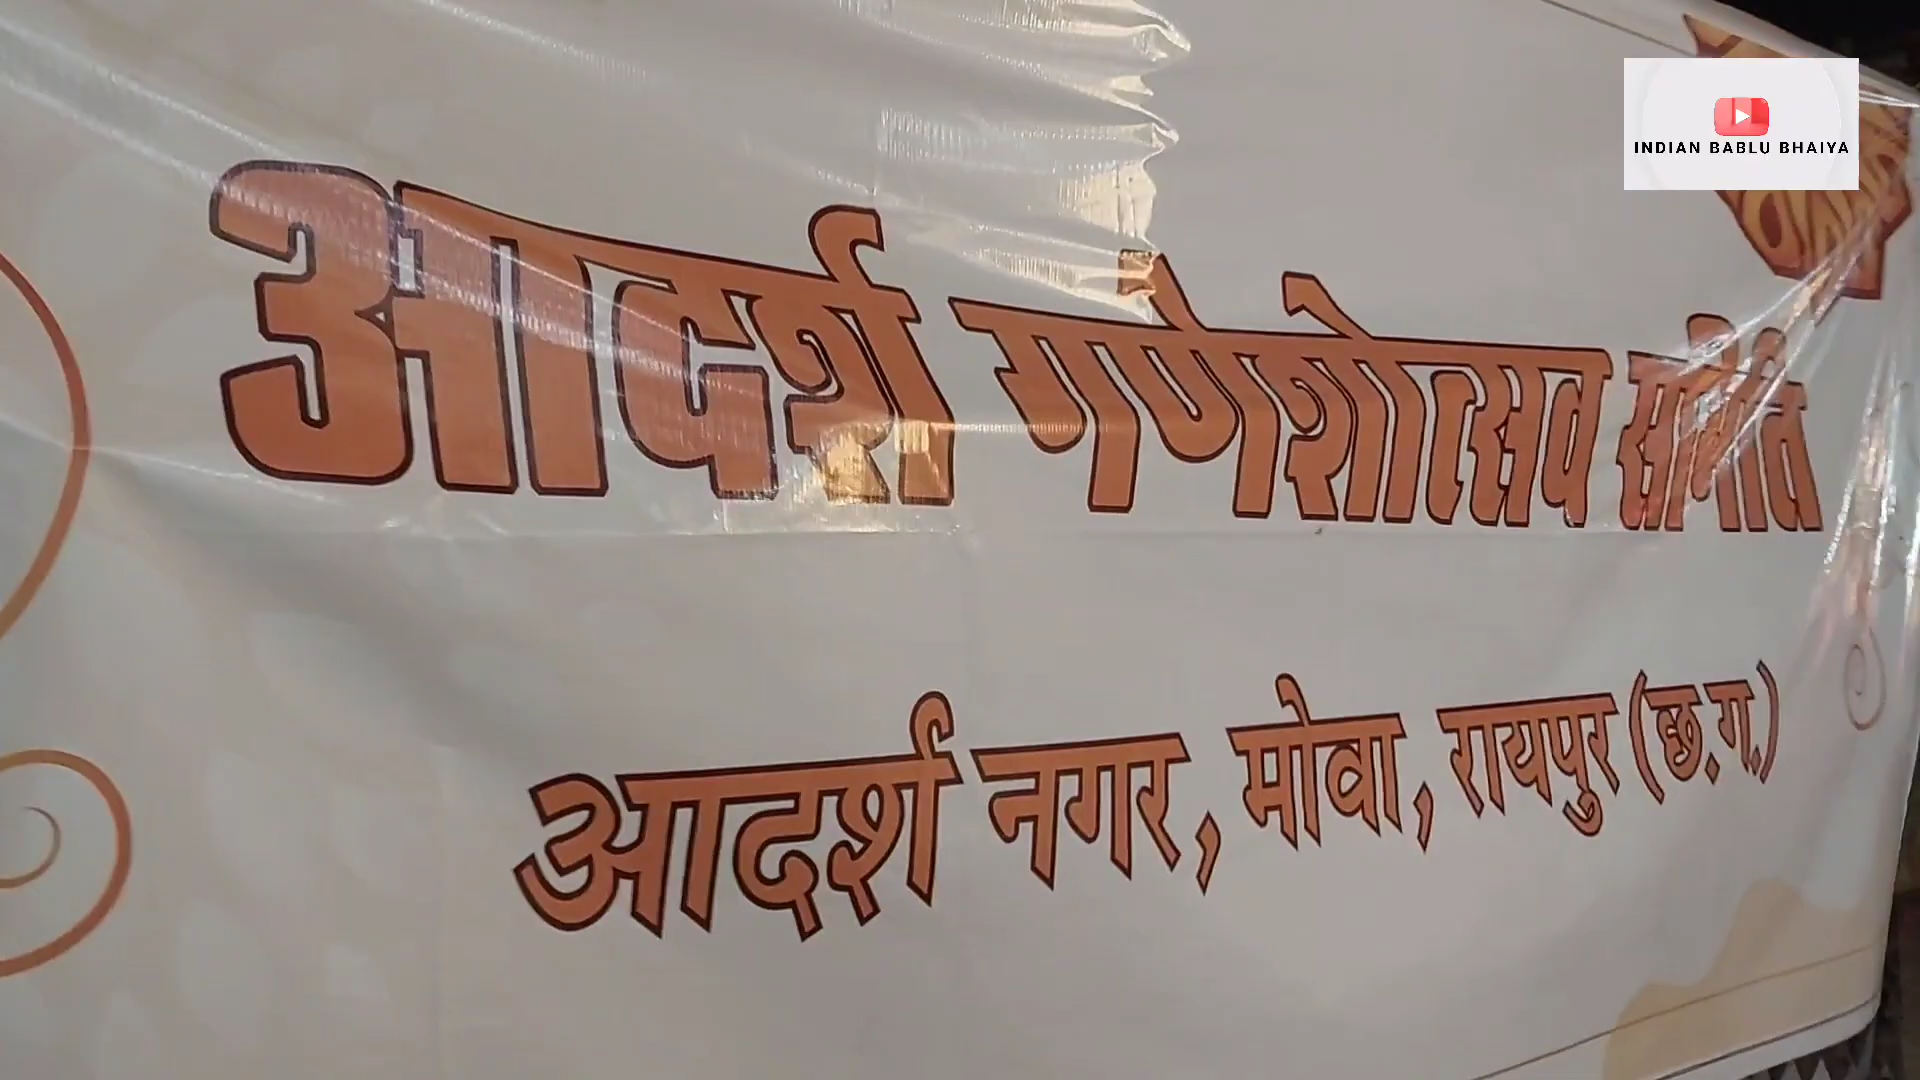 INDIAN BABLU BHAIYA
आदर्श गणेशोत्सव समिति
आदर्श नगर, मोवा, रायपुर (छ.ग.)